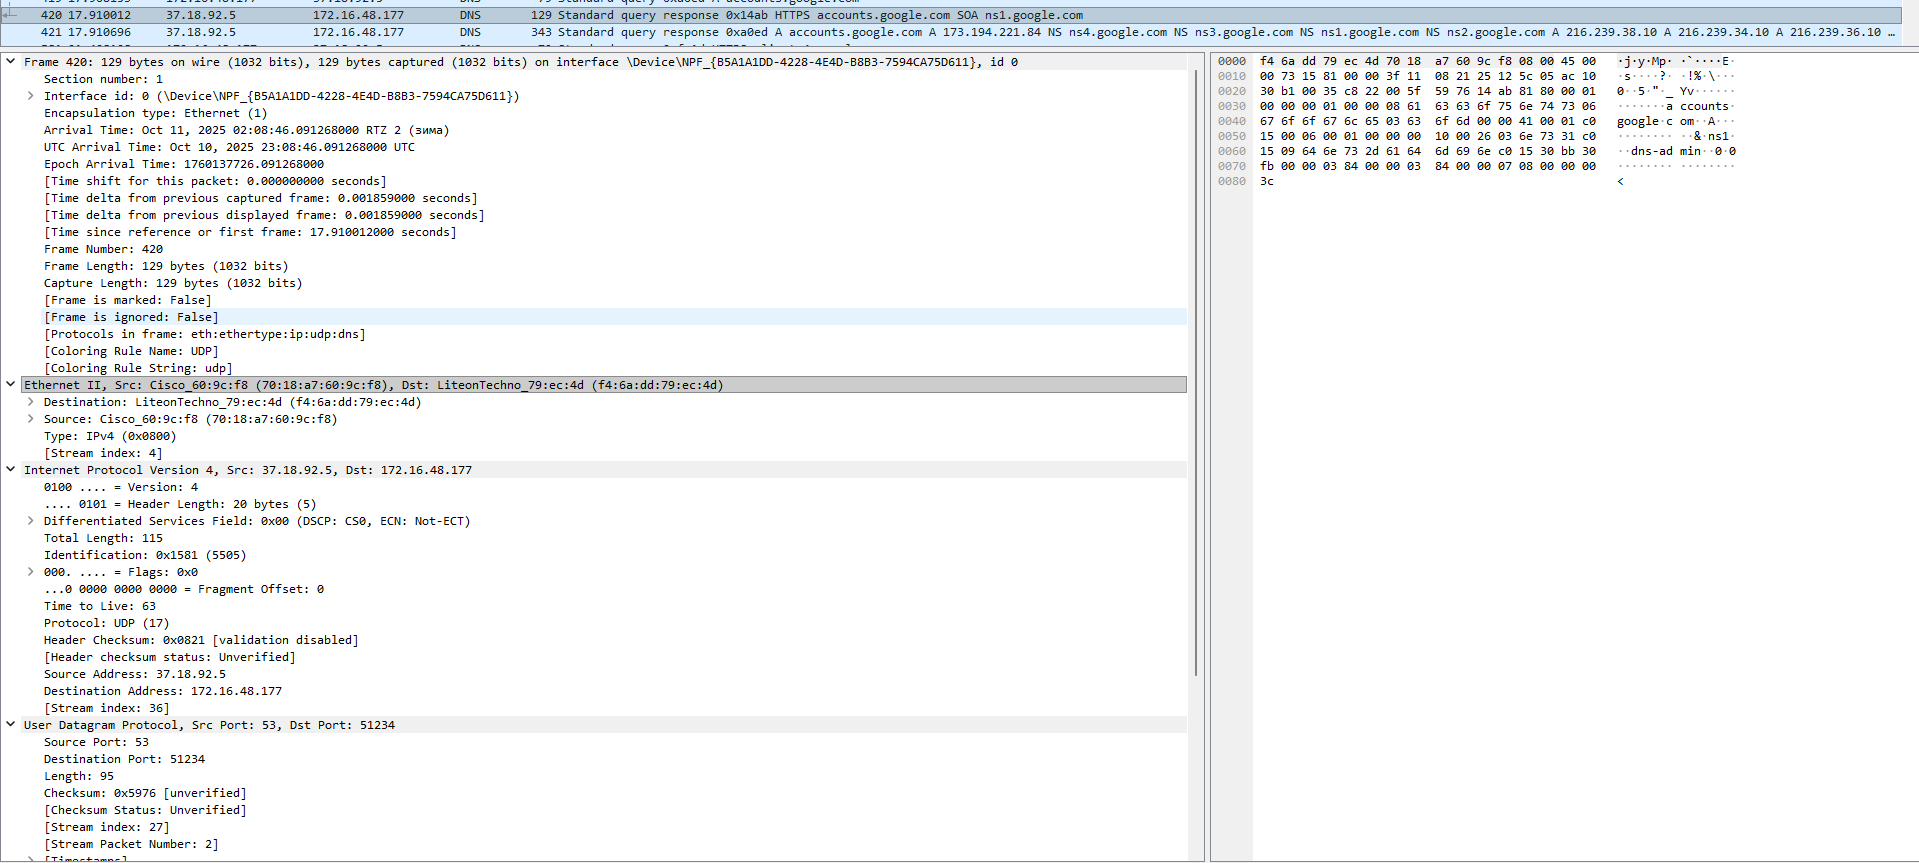 420 17.910012 37.18.92.5 172.16.48.177 DNS 129 Standard query response 0x14ab HTTPS accounts.google.com SOA ns1.google.com
421 17.910696 37.18.92.5 172.16.48.177 DNS 343 Standard query response 0xa0ed A accounts.google.com A 173.194.221.84 NS ns4.google.com NS ns3.google.com NS ns1.google.com NS ns2.google.com A 216.239.38.10 A 216.239.34.10 A 216.239.36.10 …
Frame 420: 129 bytes on wire (1032 bits), 129 bytes captured (1032 bits) on interface \Device\NPF_{B5A1A1DD-4228-4E4D-B8B3-7594CA75D611}, id 0
Section number: 1
Interface id: 0 (\Device\NPF_{B5A1A1DD-4228-4E4D-B8B3-7594CA75D611})
Encapsulation type: Ethernet (1)
Arrival Time: Oct 11, 2025 02:08:46.091268000 RTZ 2 (зима)
UTC Arrival Time: Oct 10, 2025 23:08:46.091268000 UTC
Epoch Arrival Time: 1760137726.091268000
[Time shift for this packet: 0.000000000 seconds]
[Time delta from previous captured frame: 0.001859000 seconds]
[Time delta from previous displayed frame: 0.001859000 seconds]
[Time since reference or first frame: 17.910012000 seconds]
Frame Number: 420
Frame Length: 129 bytes (1032 bits)
Capture Length: 129 bytes (1032 bits)
[Frame is marked: False]
[Frame is ignored: False]
[Protocols in frame: eth:ethertype:ip:udp:dns]
[Coloring Rule Name: UDP]
[Coloring Rule String: udp]
Ethernet II, Src: Cisco_60:9c:f8 (70:18:a7:60:9c:f8), Dst: LiteonTechno_79:ec:4d (f4:6a:dd:79:ec:4d)
Destination: LiteonTechno_79:ec:4d (f4:6a:dd:79:ec:4d)
Source: Cisco_60:9c:f8 (70:18:a7:60:9c:f8)
Type: IPv4 (0x0800)
[Stream index: 4]
Internet Protocol Version 4, Src: 37.18.92.5, Dst: 172.16.48.177
0100 .... = Version: 4
.... 0101 = Header Length: 20 bytes (5)
Differentiated Services Field: 0x00 (DSCP: CS0, ECN: Not-ECT)
Total Length: 115
Identification: 0x1581 (5505)
000. .... = Flags: 0x0
...0 0000 0000 0000 = Fragment Offset: 0
Time to Live: 63
Protocol: UDP (17)
Header Checksum: 0x0821 [validation disabled]
[Header checksum status: Unverified]
Source Address: 37.18.92.5
Destination Address: 172.16.48.177
[Stream index: 36]
User Datagram Protocol, Src Port: 53, Dst Port: 51234
Source Port: 53
Destination Port: 51234
Length: 95
Checksum: 0x5976 [unverified]
[Checksum Status: Unverified]
[Stream index: 27]
[Stream Packet Number: 2]
[Timestamps]
0000 f4 6a dd 79 ec 4d 70 18 a7 60 9c f8 08 00 45 00 ·j·y·Mp· ·`····E·
0010 00 73 15 81 00 00 3f 11 08 21 25 12 5c 05 ac 10 ·s····?· ·!%·\···
0020 30 b1 00 35 c8 22 00 5f 59 76 14 ab 81 80 00 01 0··5·"·_ Yv······
0030 00 00 00 01 00 00 08 61 63 63 6f 75 6e 74 73 06 ·······a ccounts·
0040 67 6f 6f 67 6c 65 03 63 6f 6d 00 00 41 00 01 c0 google·c om··A···
0050 15 00 06 00 01 00 00 00 10 00 26 03 6e 73 31 c0 ········ ··&·ns1·
0060 15 09 64 6e 73 2d 61 64 6d 69 6e c0 15 30 bb 30 ··dns-ad min··0·0
0070 fb 00 00 03 84 00 00 03 84 00 00 07 08 00 00 00 ········ ········
0080 3c <